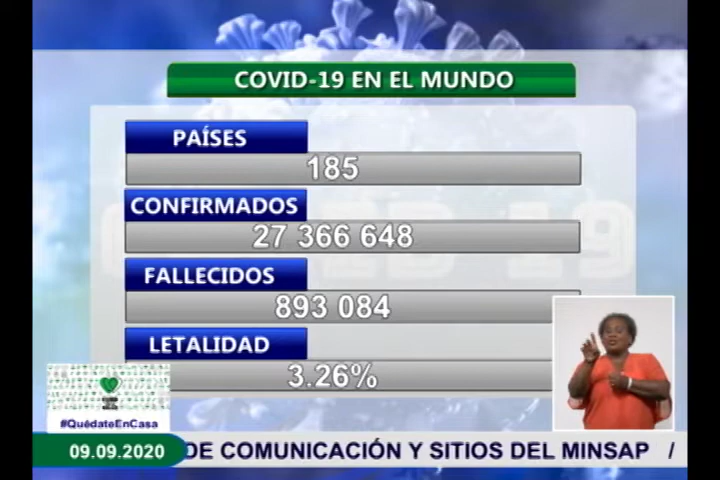 COVID-19 EN EL MUNDO
PAÍSES
185
CONFIRMADOS
27 366 648
FALLECIDOS
893 084
LETALIDAD
3.26%
#QuédateEnCasa
09.09.2020 DE COMUNICACIÓN Y SITIOS DEL MINSAP /